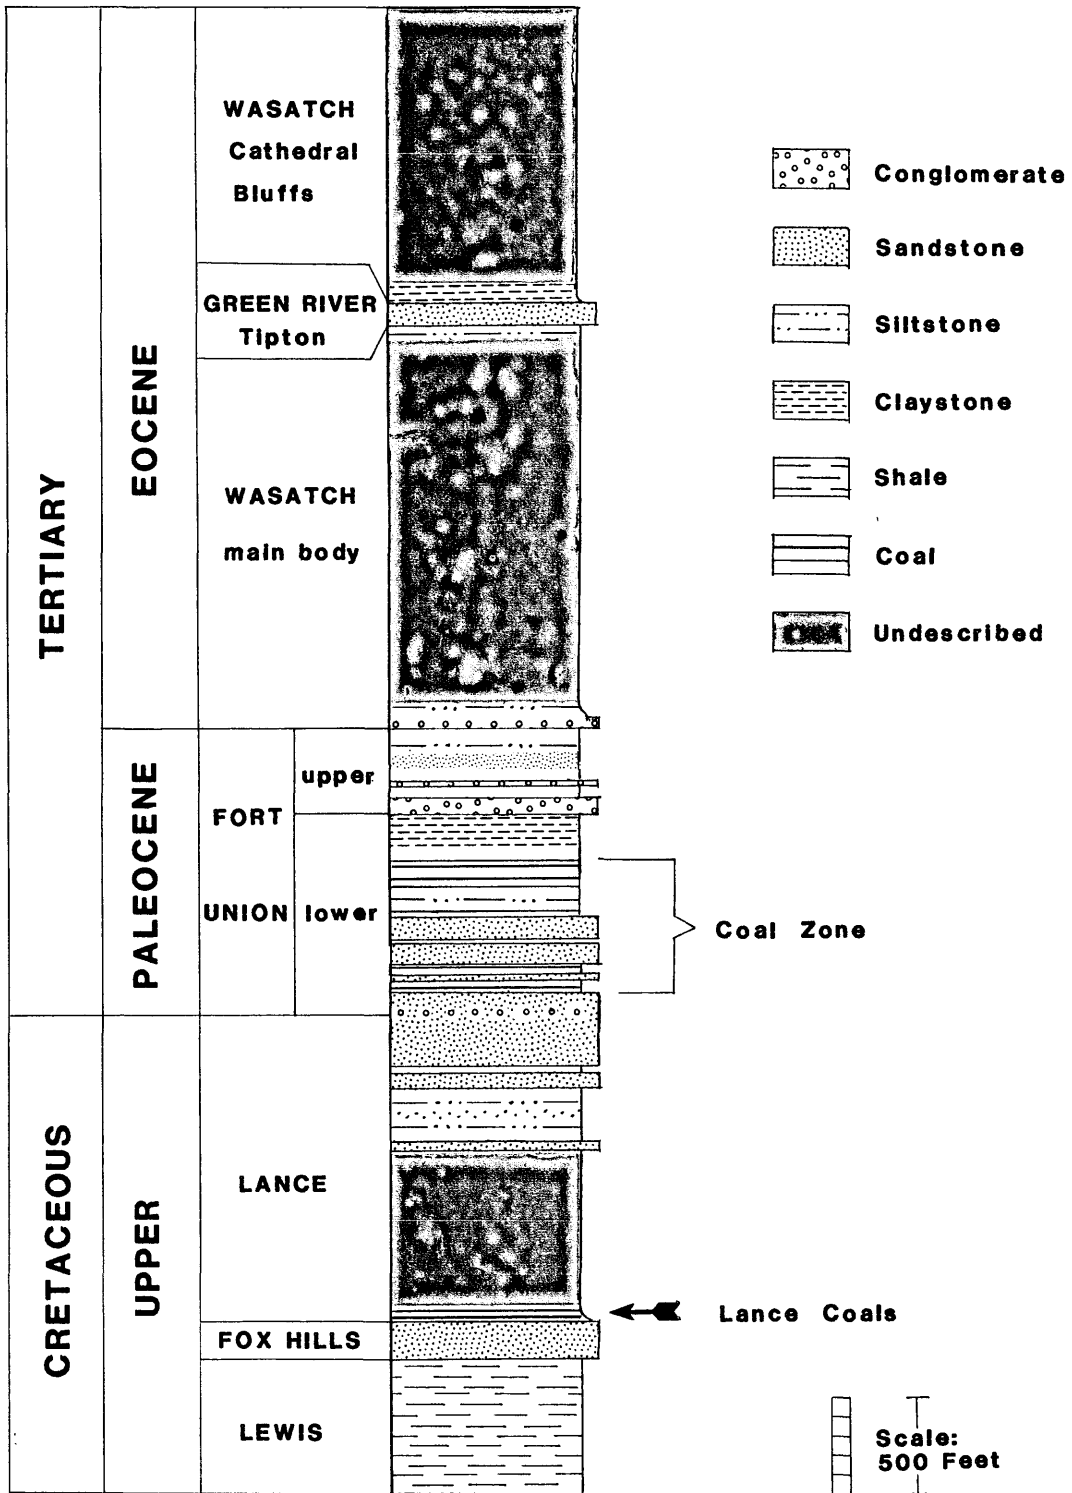 TERTIARY
CRETACEOUS
EOCENE
PALEOCENE
UPPER
WASATCH
Cathedral
Bluffs
GREEN RIVER
Tipton
WASATCH
main body
FORT
UNION
upper
lower
LANCE
FOX HILLS
LEWIS
Conglomerate
Sandstone
Siltstone
Claystone
Shale
Coal
Undescribed
Coal Zone
Lance Coals
Scale:
500 Feet